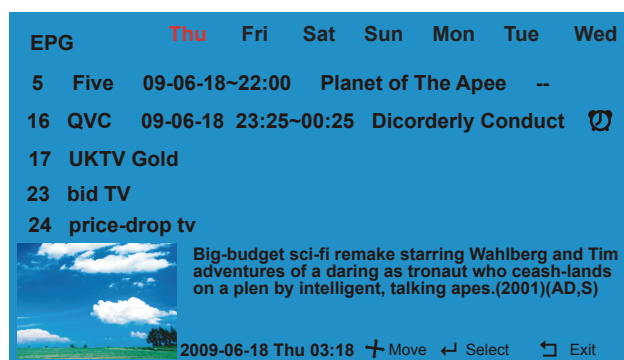 EPG Thu Fri Sat Sun Mon Tue Wed
5 Five 09-06-18~22:00 Planet of The Apee --
16 QVC 09-06-18 23:25~00:25 Dicorderly Conduct
17 UKTV Gold
23 bid TV
24 price-drop tv
Big-budget sci-fi remake starring Wahlberg and Tim
adventures of a daring as tronaut who ceash-lands
on a plen by intelligent, talking apes.(2001)(AD,S)
2009-06-18 Thu 03:18 Move Select Exit